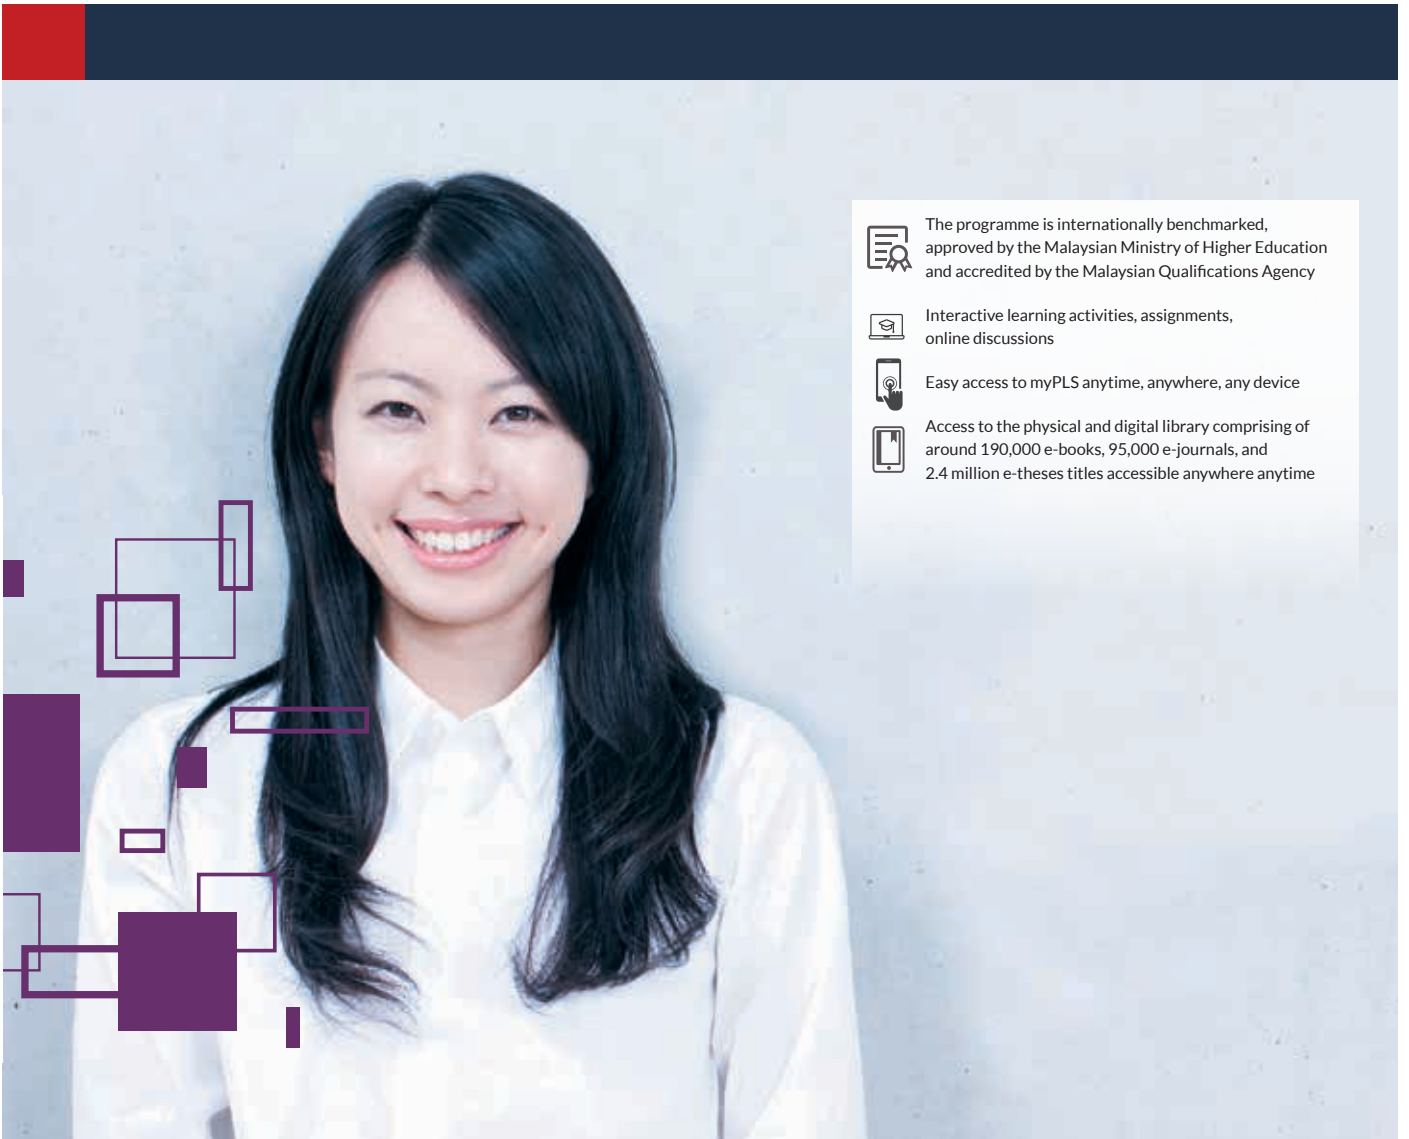 The programme is internationally benchmarked,
approved by the Malaysian Ministry of Higher Education
and accredited by the Malaysian Qualifications Agency
Interactive learning activities, assignments,
online discussions
Easy access to myPLS anytime, anywhere, any device
Access to the physical and digital library comprising of
around 190,000 e-books, 95,000 e-journals, and
2.4 million e-theses titles accessible anywhere anytime